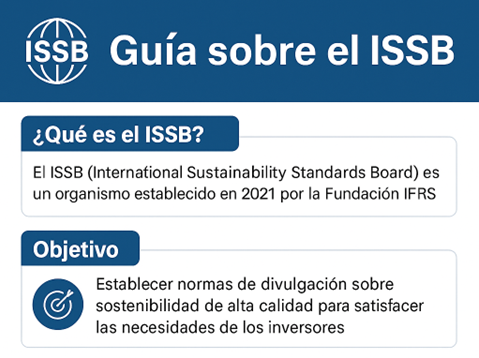 ISSB
Guía sobre el ISSB
¿Qué es el ISSB?
El ISSB (International Sustainability Standards Board) es
un organismo establecido en 2021 por la Fundación IFRS
Objetivo
Establecer normas de divulgación sobre
sostenibilidad de alta calidad para satisfacer
las necesidades de los inversores